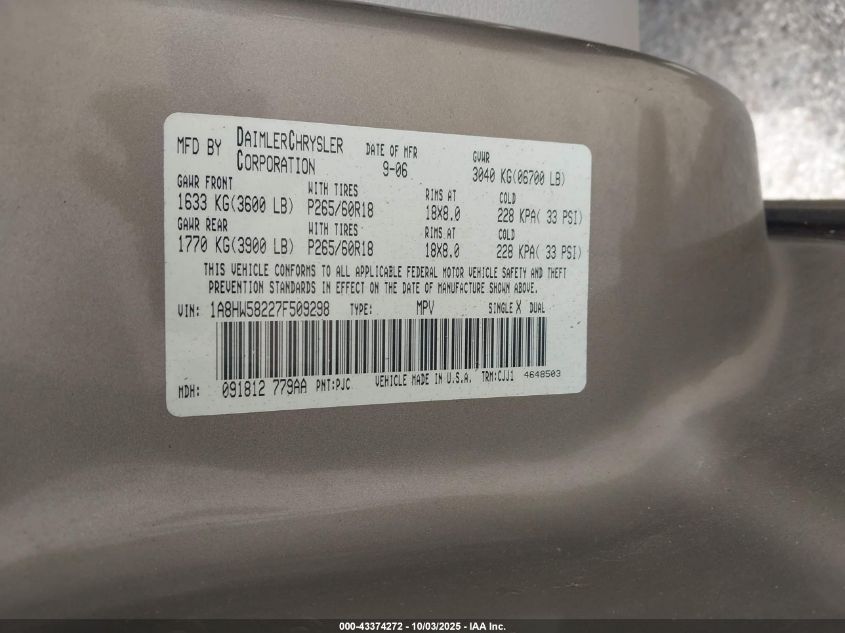 MFD BY DAIMLERCHRYSLER CORPORATION DATE OF MFR 9-06 GVWR 3040 KG(06700 LB)
GAWR FRONT WITH TIRES RIMS AT COLD
1633 KG(3600 LB) P265/60R18 18X8.0 228 KPA( 33 PSI)
GAWR REAR WITH TIRES RIMS AT COLD
1770 KG(3900 LB) P265/60R18 18X8.0 228 KPA( 33 PSI)
THIS VEHICLE CONFORMS TO ALL APPLICABLE FEDERAL MOTOR VEHICLE SAFETY AND THEFT
PREVENTION STANDARDS IN EFFECT ON THE DATE OF MANUFACTURE SHOWN ABOVE.
VIN: 1A8HW58227F509298 TYPE: MPV SINGLE X DUAL
MDH: 091812 779AA PNT:PJC VEHICLE MADE IN U.S.A. TRM:CJJ1 4648503
000-43374272 - 10/03/2025 - IAA Inc.